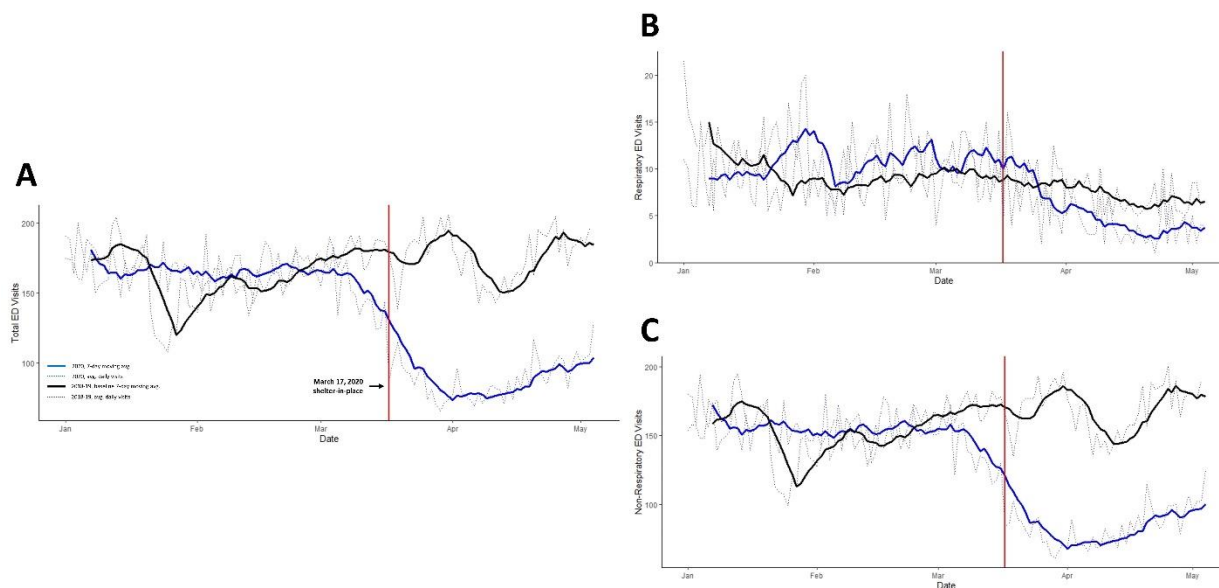 A
Total ED Visits
200
150
100
2020, 7-day moving avg.
2020, avg. daily visits
2018-19, baseline 7-day moving avg.
2018-19, avg. daily visits
March 17, 2020
shelter-in-place
Jan
Feb
Mar
Apr
May
Date
B
Respiratory ED Visits
20
15
10
5
0
Jan
Feb
Mar
Apr
May
Date
C
Non-Respiratory ED Visits
200
150
100
Jan
Feb
Mar
Apr
May
Date